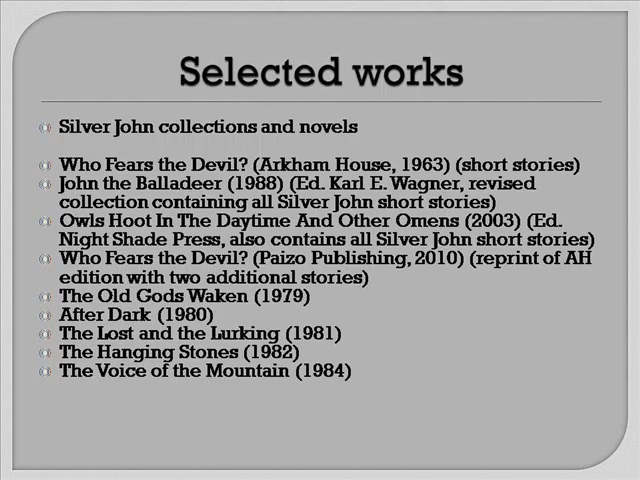 Selected works
Silver John collections and novels
Who Fears the Devil? (Arkham House, 1963) (short stories)
John the Balladeer (1988) (Ed. Karl E. Wagner, revised
collection containing all Silver John short stories)
Owls Hoot In The Daytime And Other Omens (2003) (Ed.
Night Shade Press, also contains all Silver John short stories)
Who Fears the Devil? (Paizo Publishing, 2010) (reprint of AH
edition with two additional stories)
The Old Gods Waken (1979)
After Dark (1980)
The Lost and the Lurking (1981)
The Hanging Stones (1982)
The Voice of the Mountain (1984)